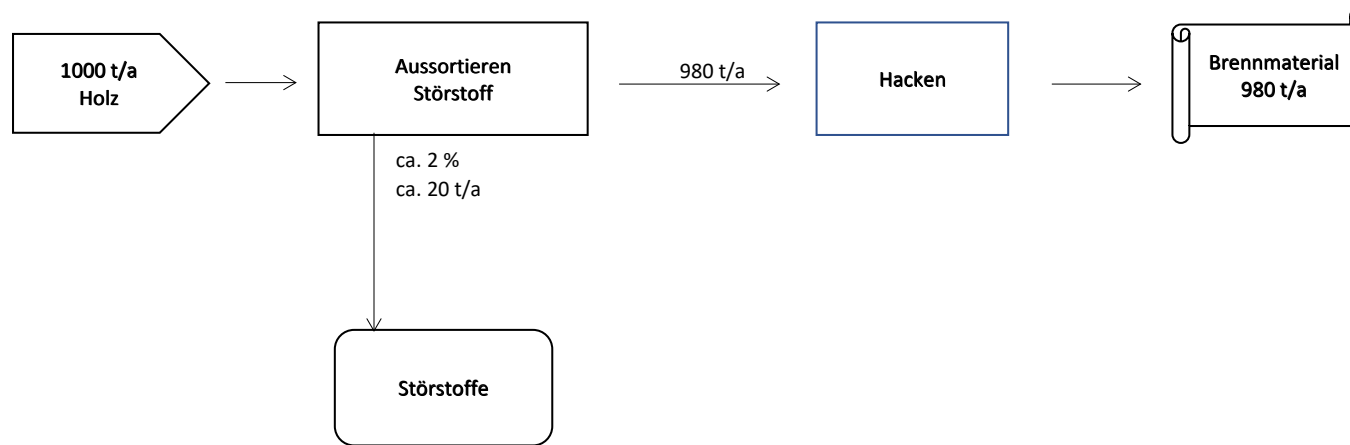 1000 t/a
Holz
Aussortieren
Störstoff
980 t/a
Hacken
Brennmaterial
980 t/a
ca. 2 %
ca. 20 t/a
Störstoffe